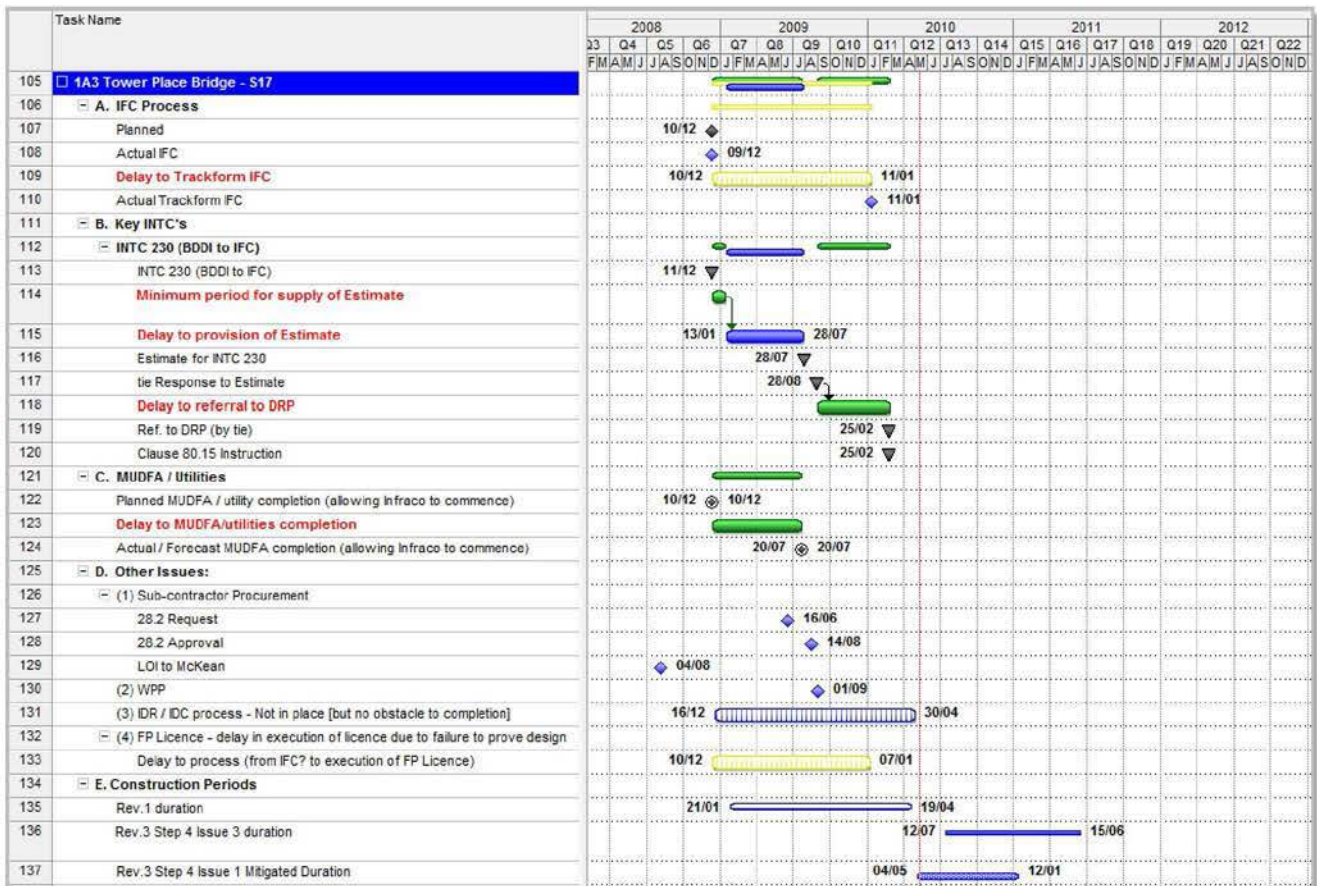 Task Name
2008 2009 2010 2011 2012
Q3 Q4 Q5 Q6 Q7 Q8 Q9 Q10 Q11 Q12 Q13 Q14 Q15 Q16 Q17 Q18 Q19 Q20 Q21 Q22
F M A M J J A S O N D J F M A M J J A S O N D J F M A M J J A S O N D J F M A M J J A S O N D J F M A M J J A S O N D
105 1A3 Tower Place Bridge - S17
106 A. IFC Process
107 Planned 10/12
108 Actual IFC 09/12
109 Delay to Trackform IFC 10/12 11/01
110 Actual Trackform IFC 11/01
111 B. Key INTC's
112 INTC 230 (BDDI to IFC)
113 INTC 230 (BDDI to IFC) 11/12
114 Minimum period for supply of Estimate
115 Delay to provision of Estimate 13/01 28/07
116 Estimate for INTC 230 28/07
117 tie Response to Estimate 28/08
118 Delay to referral to DRP
119 Ref. to DRP (by tie) 25/02
120 Clause 80.15 Instruction 25/02
121 C. MUDFA / Utilities
122 Planned MUDFA / utility completion (allowing Infraco to commence) 10/12 10/12
123 Delay to MUDFA/utilities completion
124 Actual / Forecast MUDFA completion (allowing Infraco to commence) 20/07 20/07
125 D. Other Issues:
126 (1) Sub-contractor Procurement
127 28.2 Request 16/06
128 28.2 Approval 14/08
129 LOI to McKean 04/08
130 (2) WPP 01/09
131 (3) IDR / IDC process - Not in place [but no obstacle to completion] 16/12 30/04
132 (4) FP Licence - delay in execution of licence due to failure to prove design
133 Delay to process (from IFC? to execution of FP Licence) 10/12 07/01
134 E. Construction Periods
135 Rev.1 duration 21/01 19/04
136 Rev.3 Step 4 Issue 3 duration 12/07 15/06
137 Rev.3 Step 4 Issue 1 Mitigated Duration 04/05 12/01